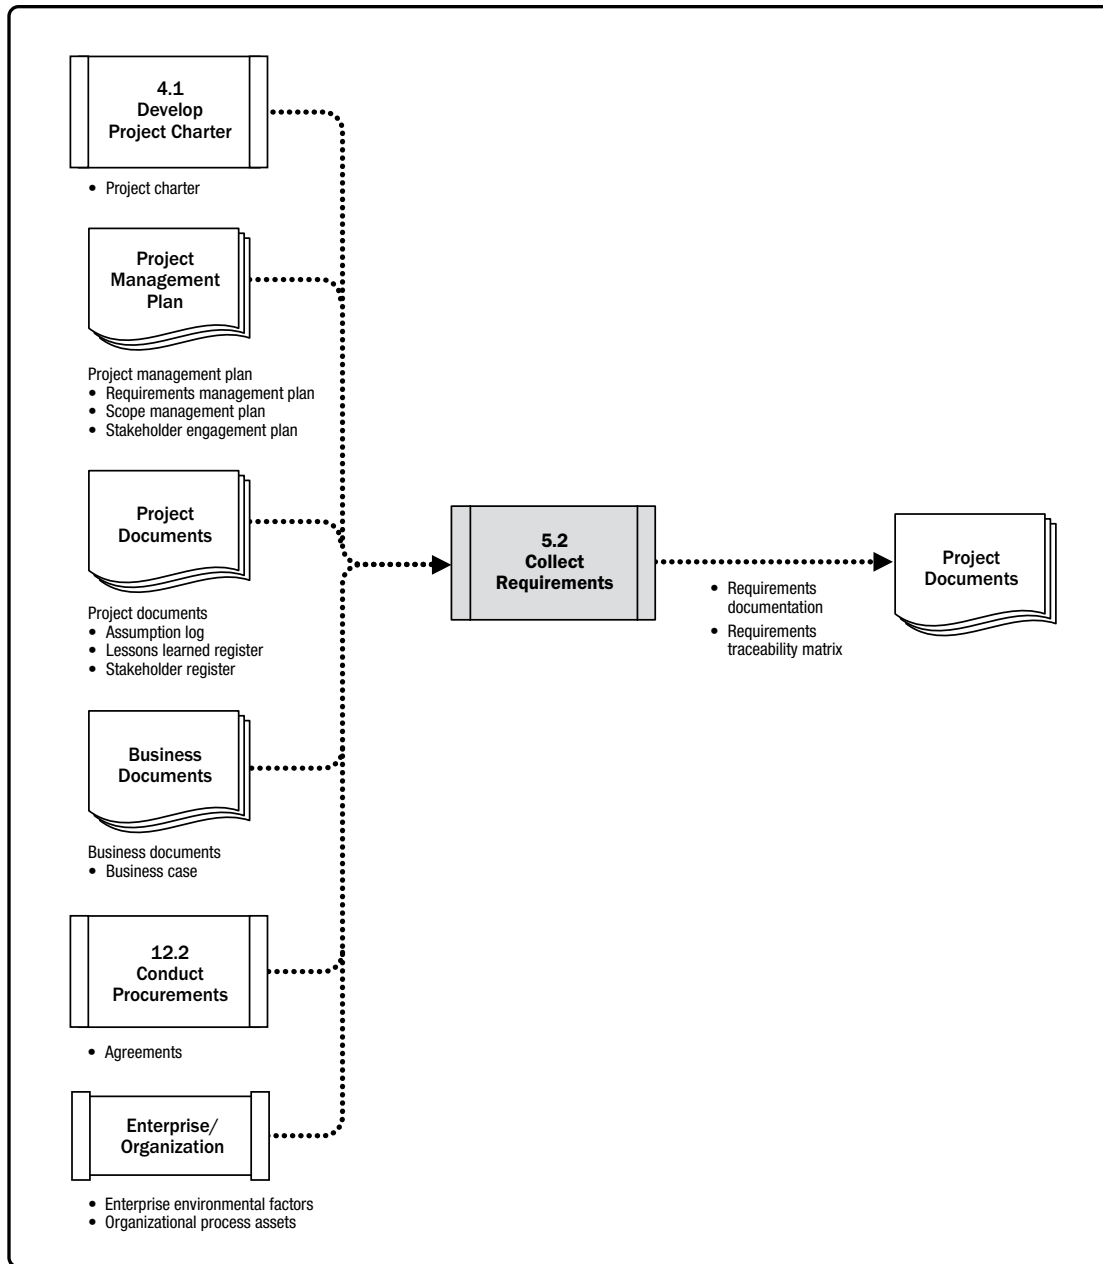 4.1
Develop
Project Charter
• Project charter
Project
Management
Plan
Project management plan
• Requirements management plan
• Scope management plan
• Stakeholder engagement plan
Project
Documents
Project documents
• Assumption log
• Lessons learned register
• Stakeholder register
Business
Documents
Business documents
• Business case
12.2
Conduct
Procurements
• Agreements
Enterprise/
Organization
• Enterprise environmental factors
• Organizational process assets
5.2
Collect
Requirements
• Requirements
documentation
• Requirements
traceability matrix
Project
Documents